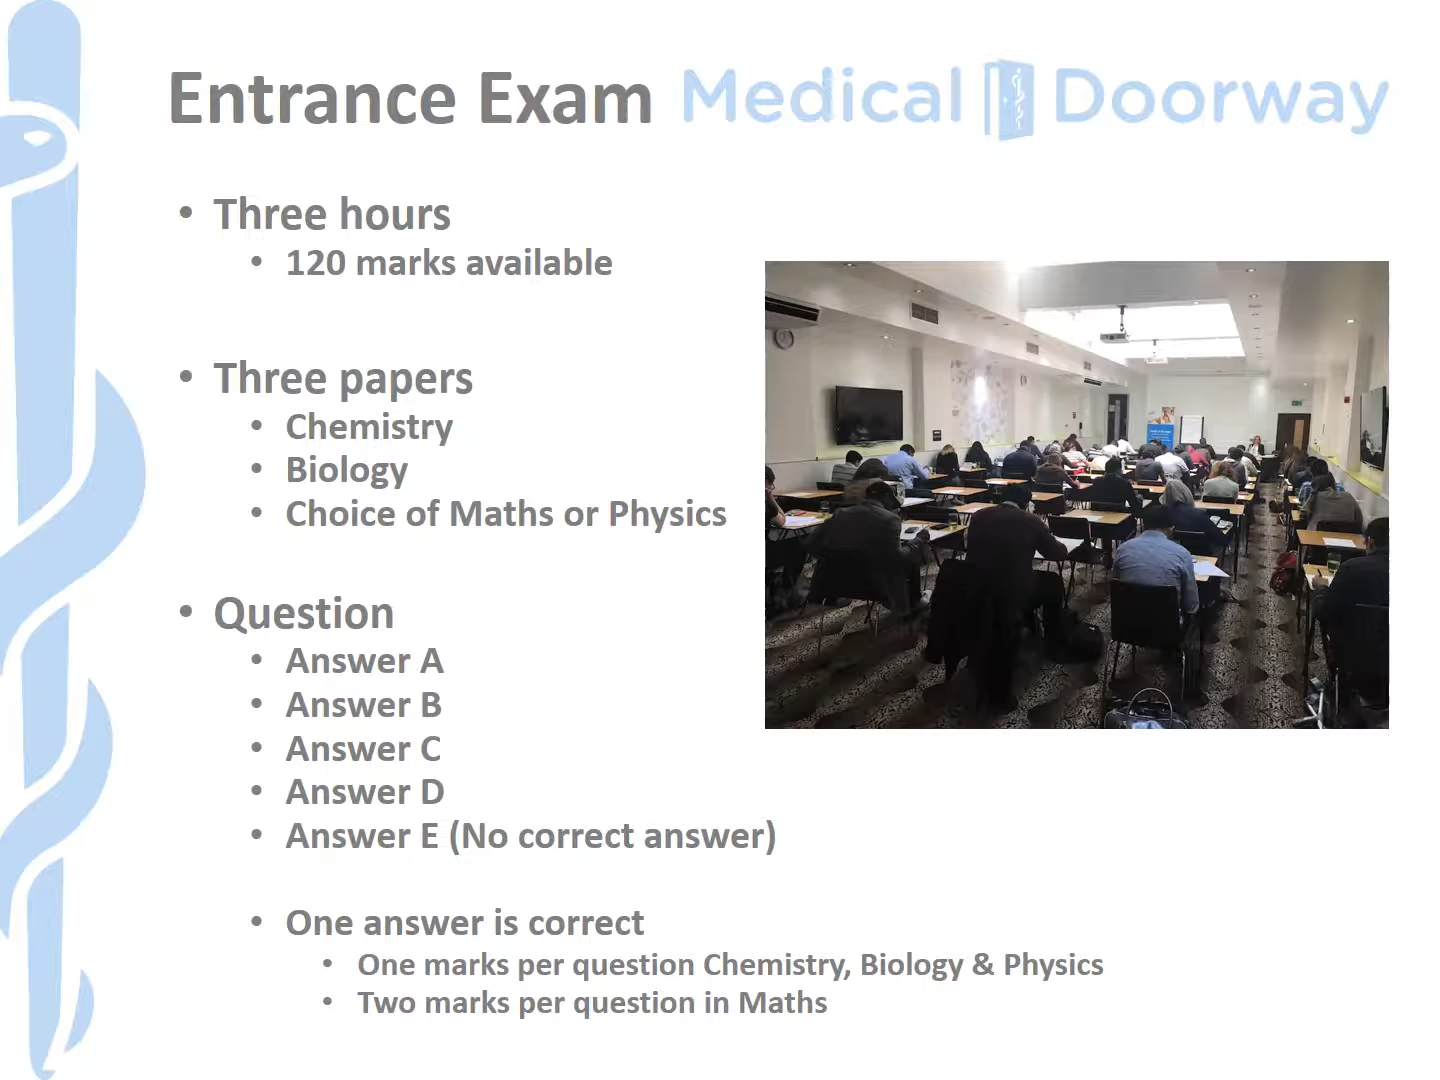 Entrance Exam Medical Doorway
• Three hours
• 120 marks available
• Three papers
• Chemistry
• Biology
• Choice of Maths or Physics
• Question
• Answer A
• Answer B
• Answer C
• Answer D
• Answer E (No correct answer)
• One answer is correct
• One marks per question Chemistry, Biology & Physics
• Two marks per question in Maths